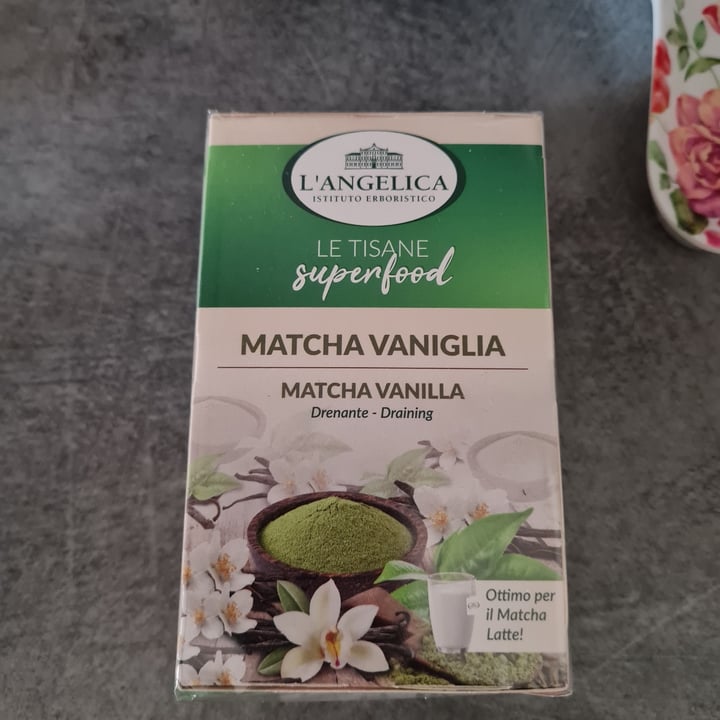 L'ANGELICA
ISTITUTO ERBORISTICO
LE TISANE
superfood
MATCHA VANIGLIA
MATCHA VANILLA
Drenante - Draining
Ottimo per
il Matcha
Latte!